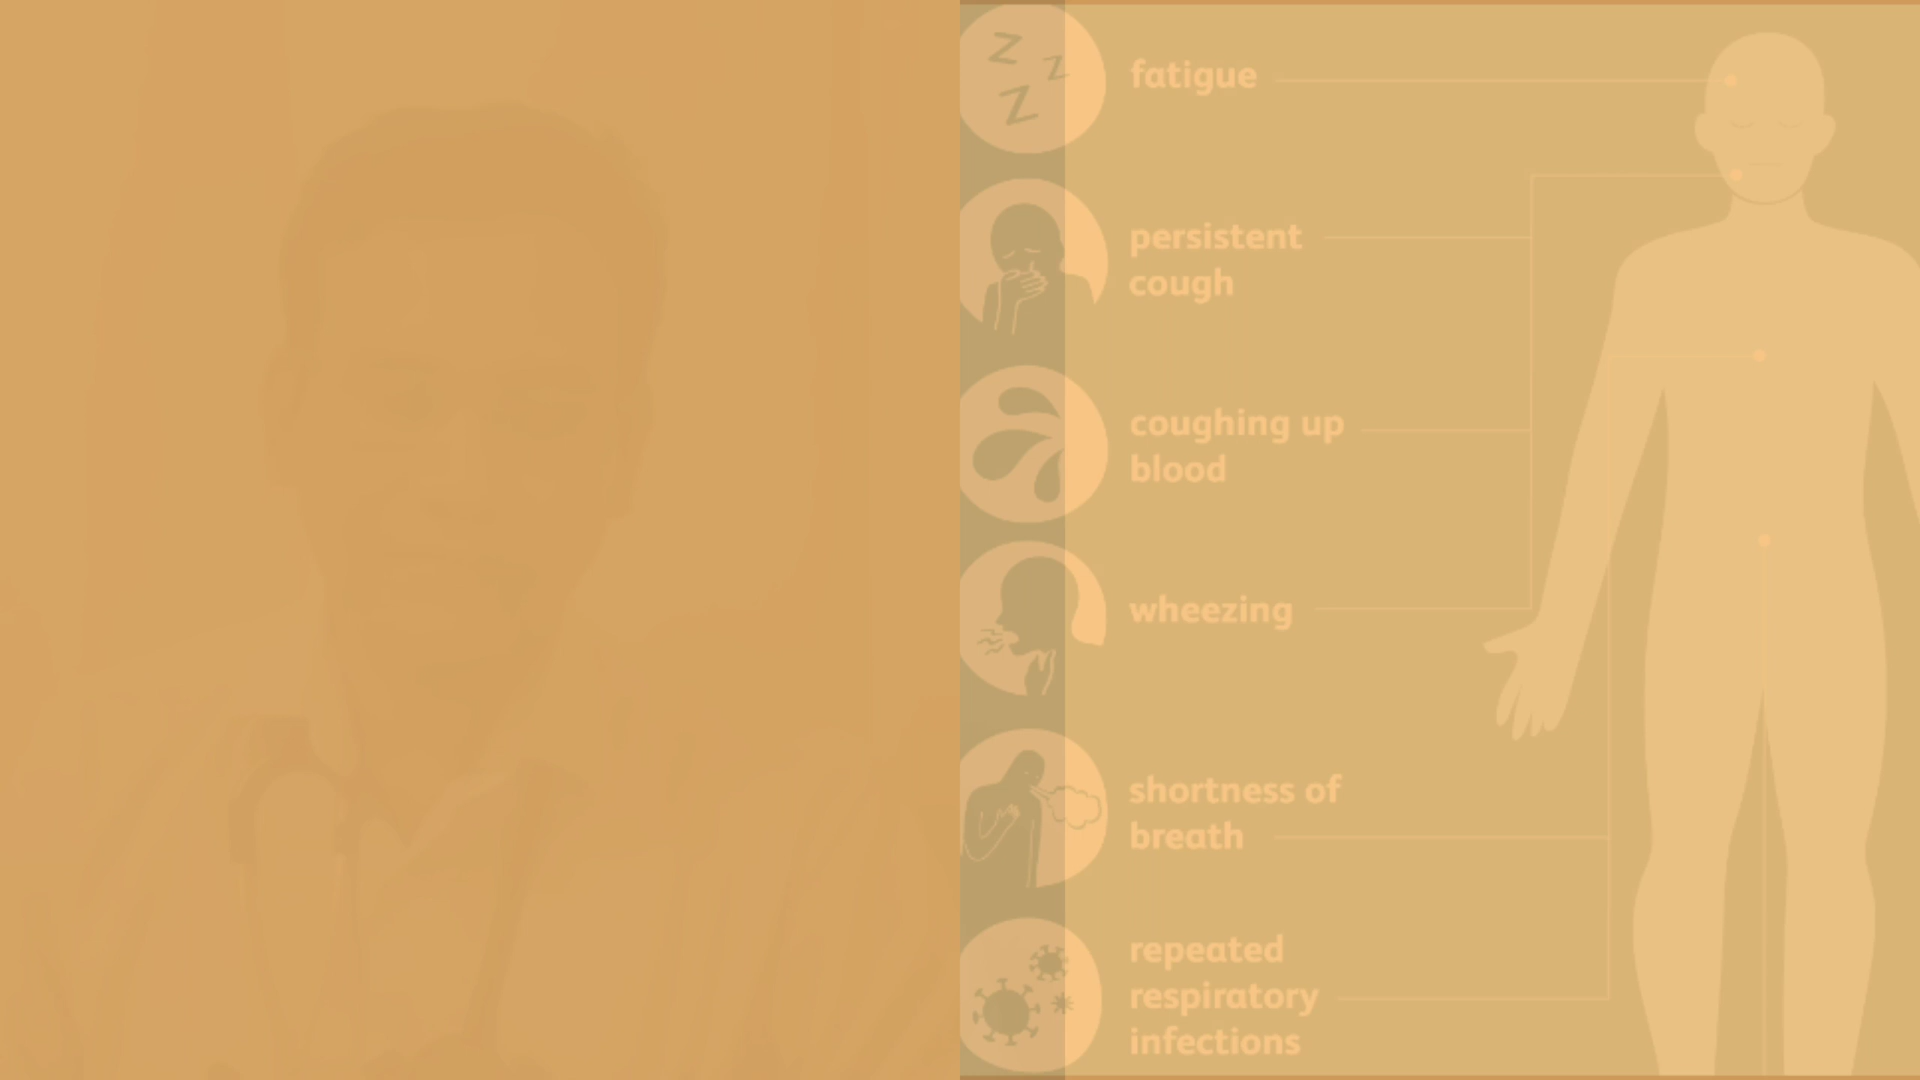 fatigue
persistent
cough
coughing up
blood
wheezing
shortness of
breath
repeated
respiratory
infections